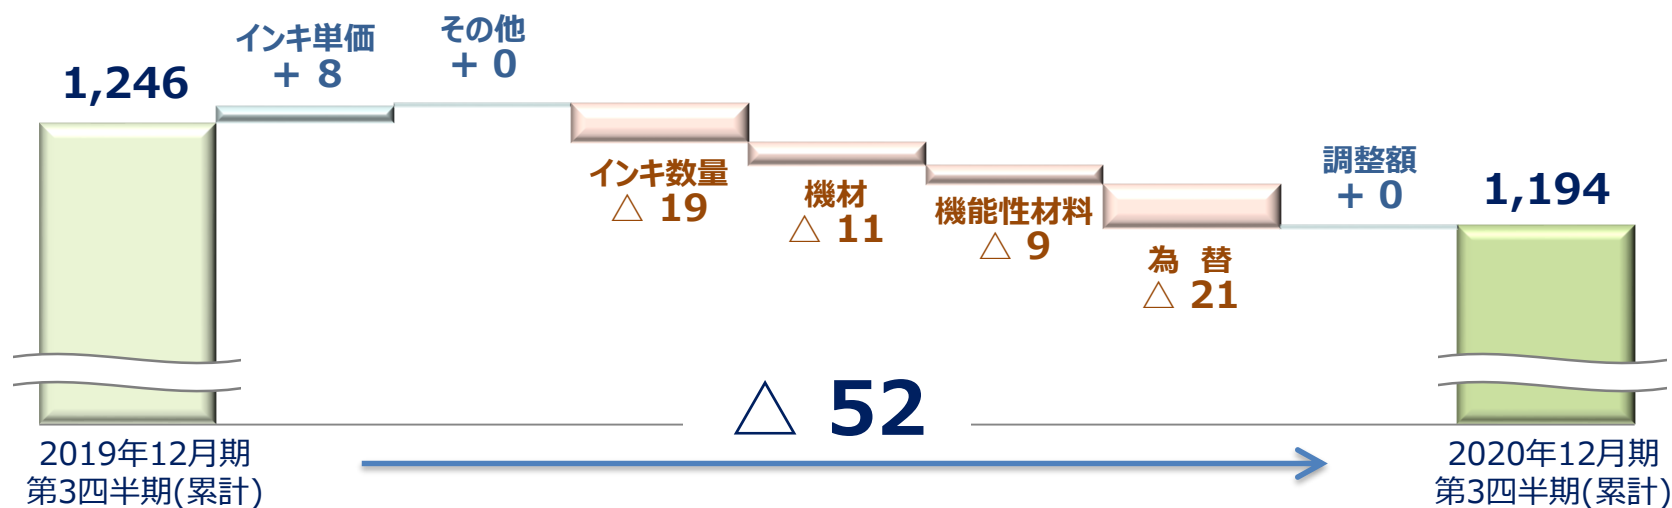 1,246
インキ単価
+ 8
その他
+ 0
インキ数量
△ 19
機材
△ 11
機能性材料
△ 9
為 替
△ 21
調整額
+ 0
1,194
△ 52
2019年12月期
第3四半期(累計)
2020年12月期
第3四半期(累計)